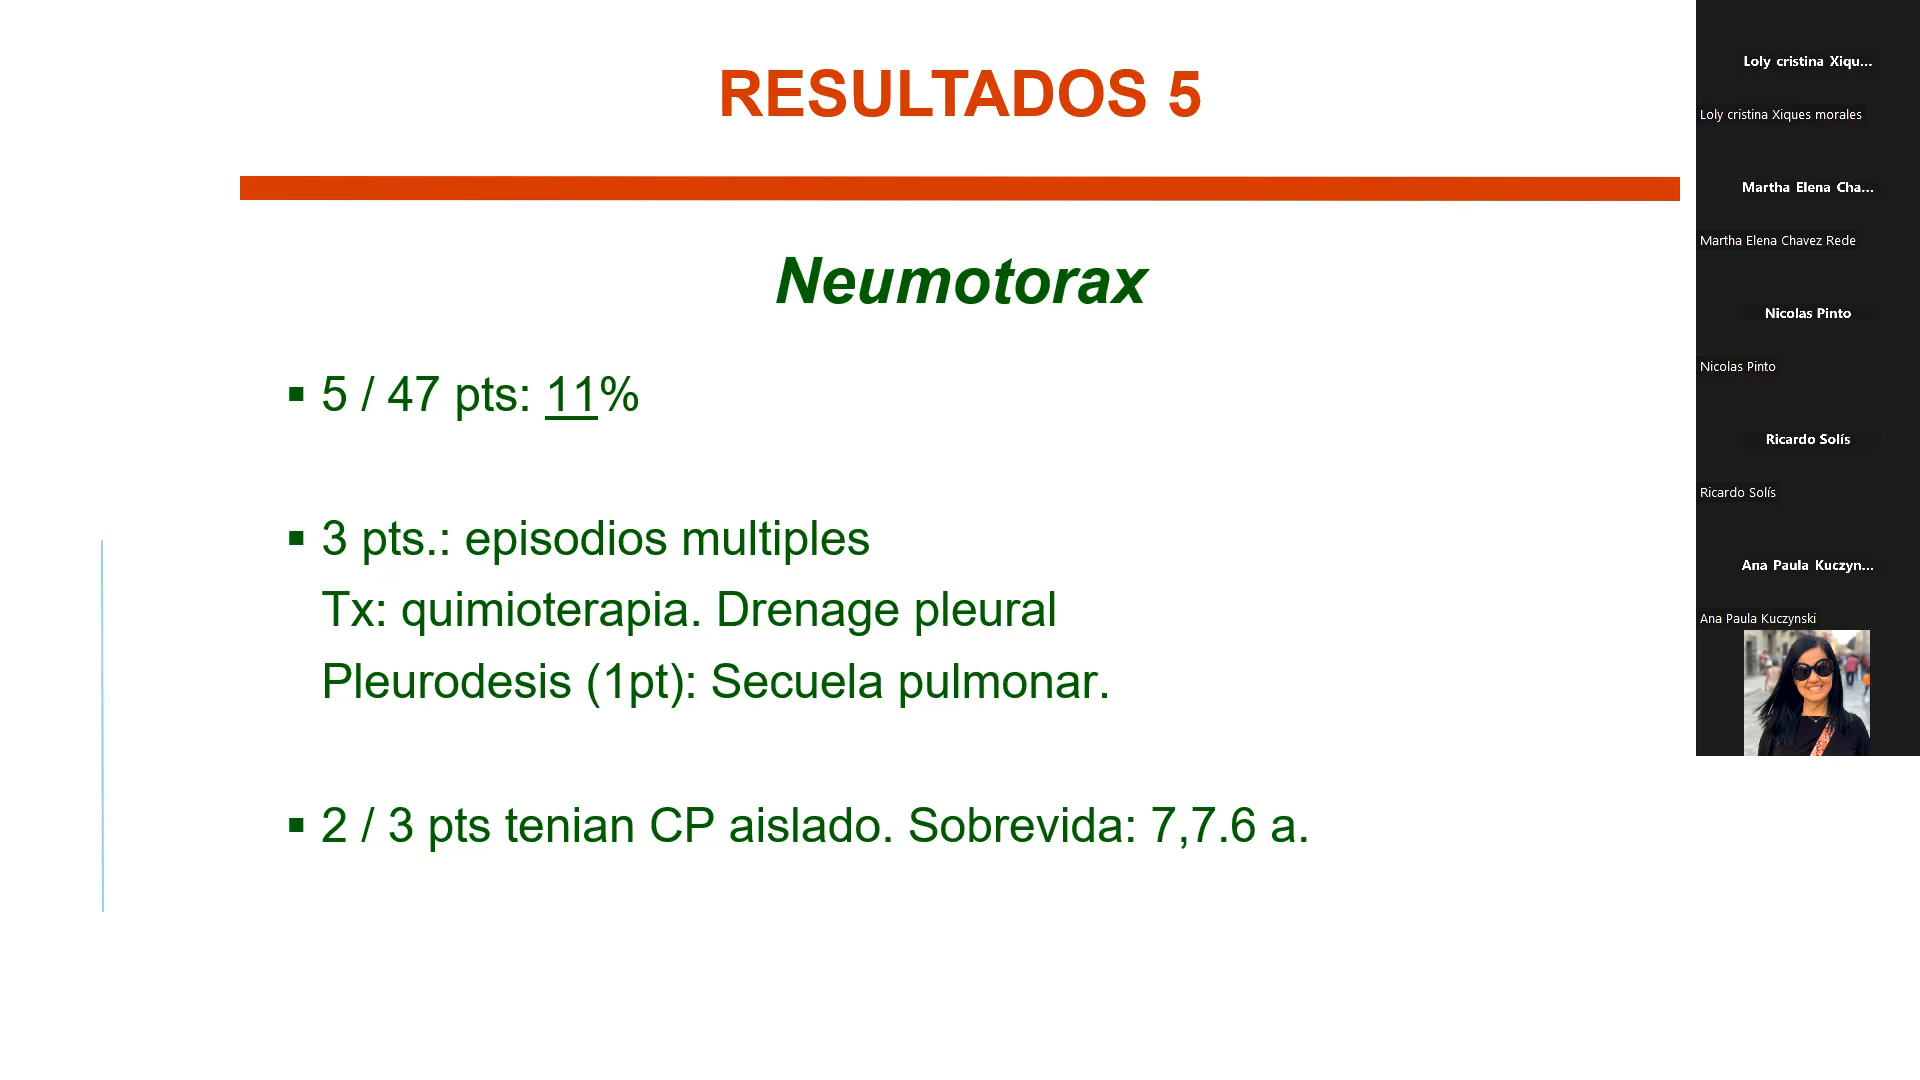 RESULTADOS 5
Neumotorax
▪ 5 / 47 pts: 11%
▪ 3 pts.: episodios multiples
Tx: quimioterapia. Drenage pleural
Pleurodesis (1pt): Secuela pulmonar.
▪ 2 / 3 pts tenian CP aislado. Sobrevida: 7,7.6 a.
Loly cristina Xiqu...
Loly cristina Xiques morales
Martha Elena Cha...
Martha Elena Chavez Rede
Nicolas Pinto
Nicolas Pinto
Ricardo Solís
Ricardo Solís
Ana Paula Kuczyn...
Ana Paula Kuczynski